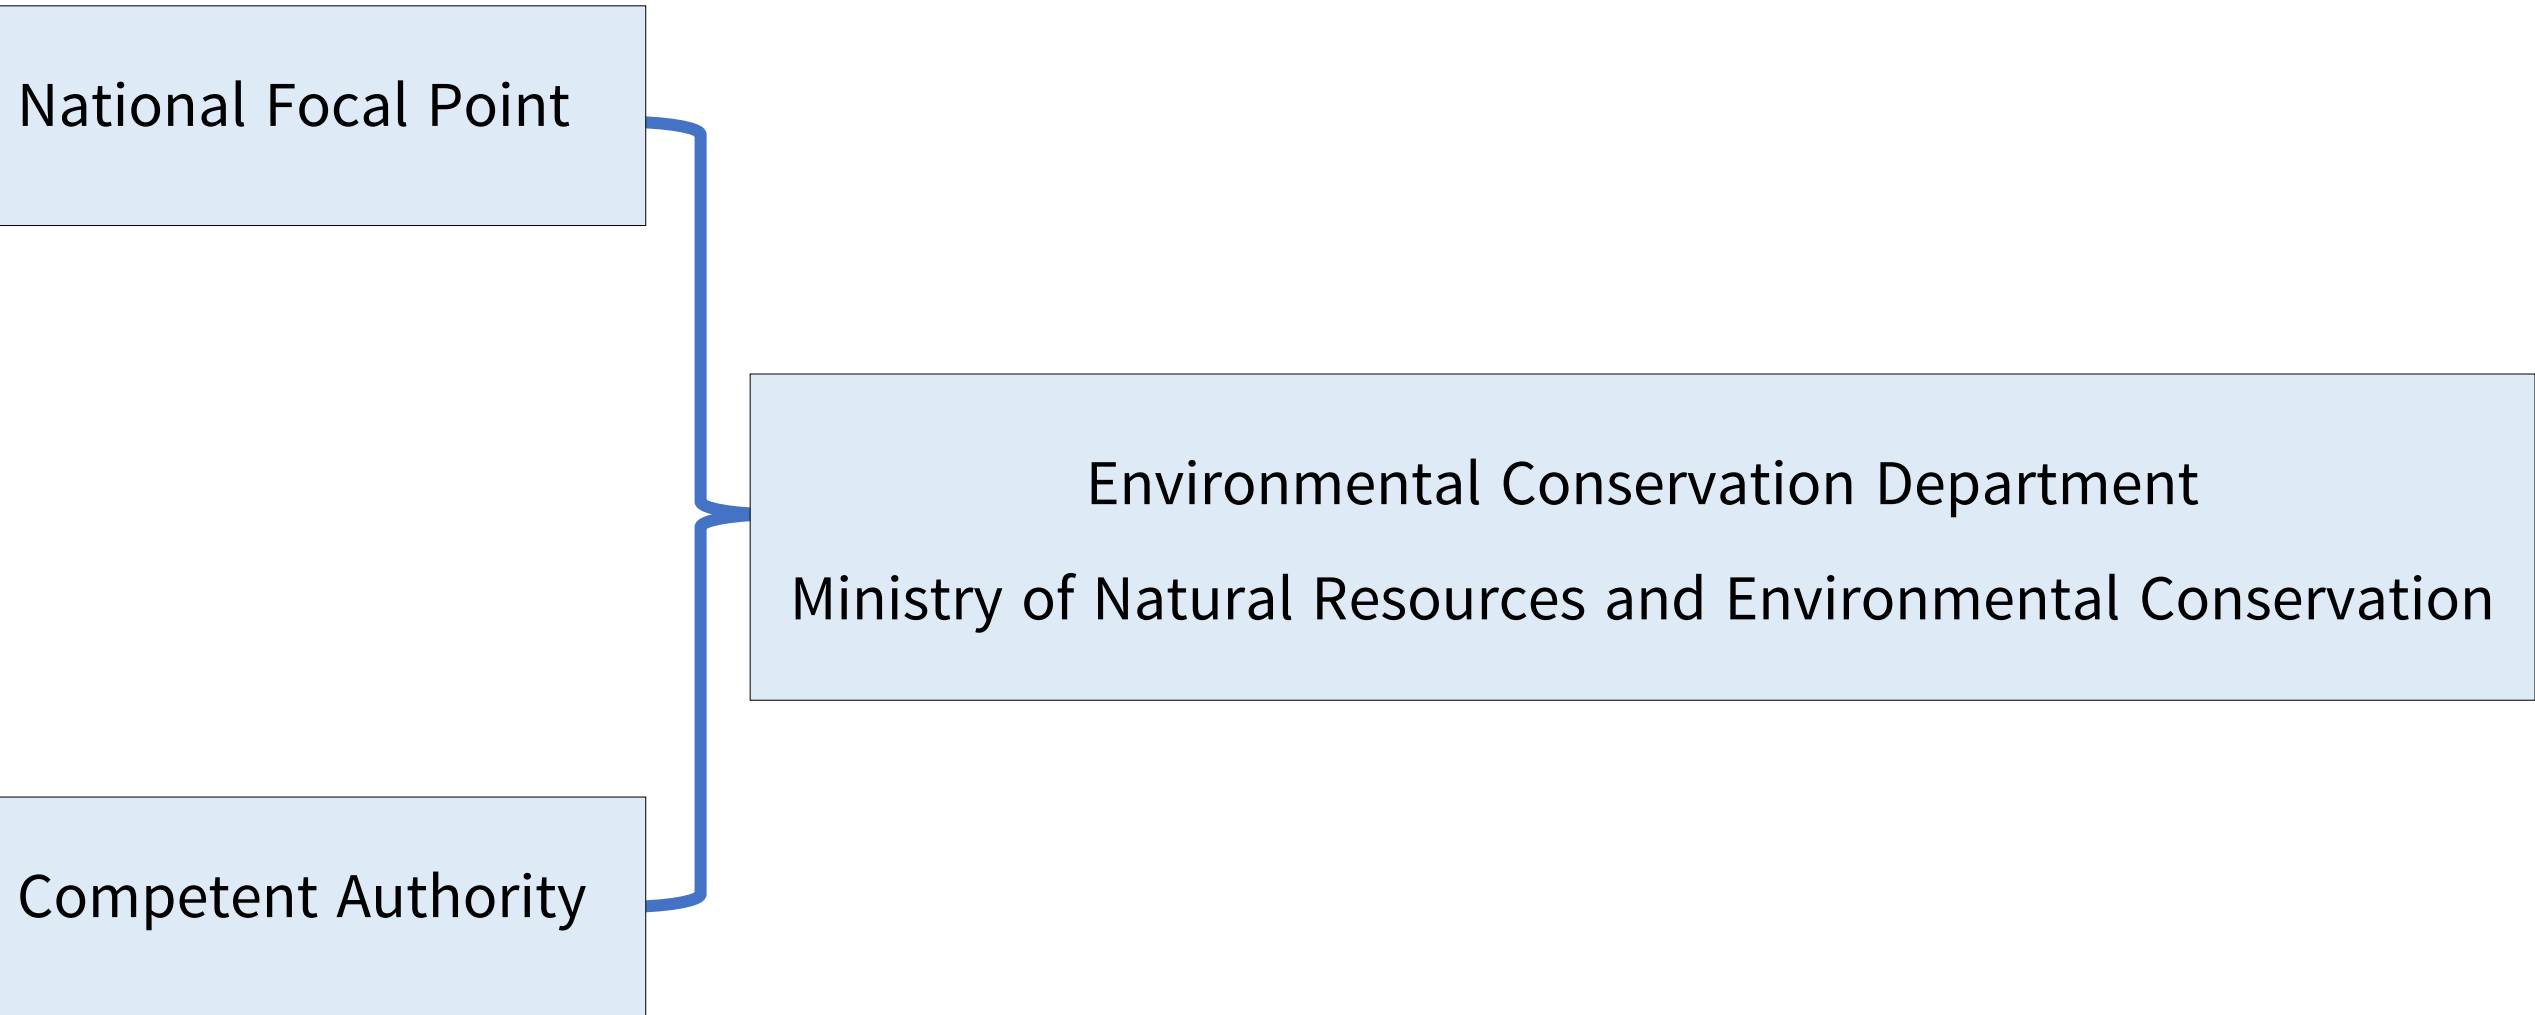 National Focal Point
Environmental Conservation Department
Ministry of Natural Resources and Environmental Conservation
Competent Authority